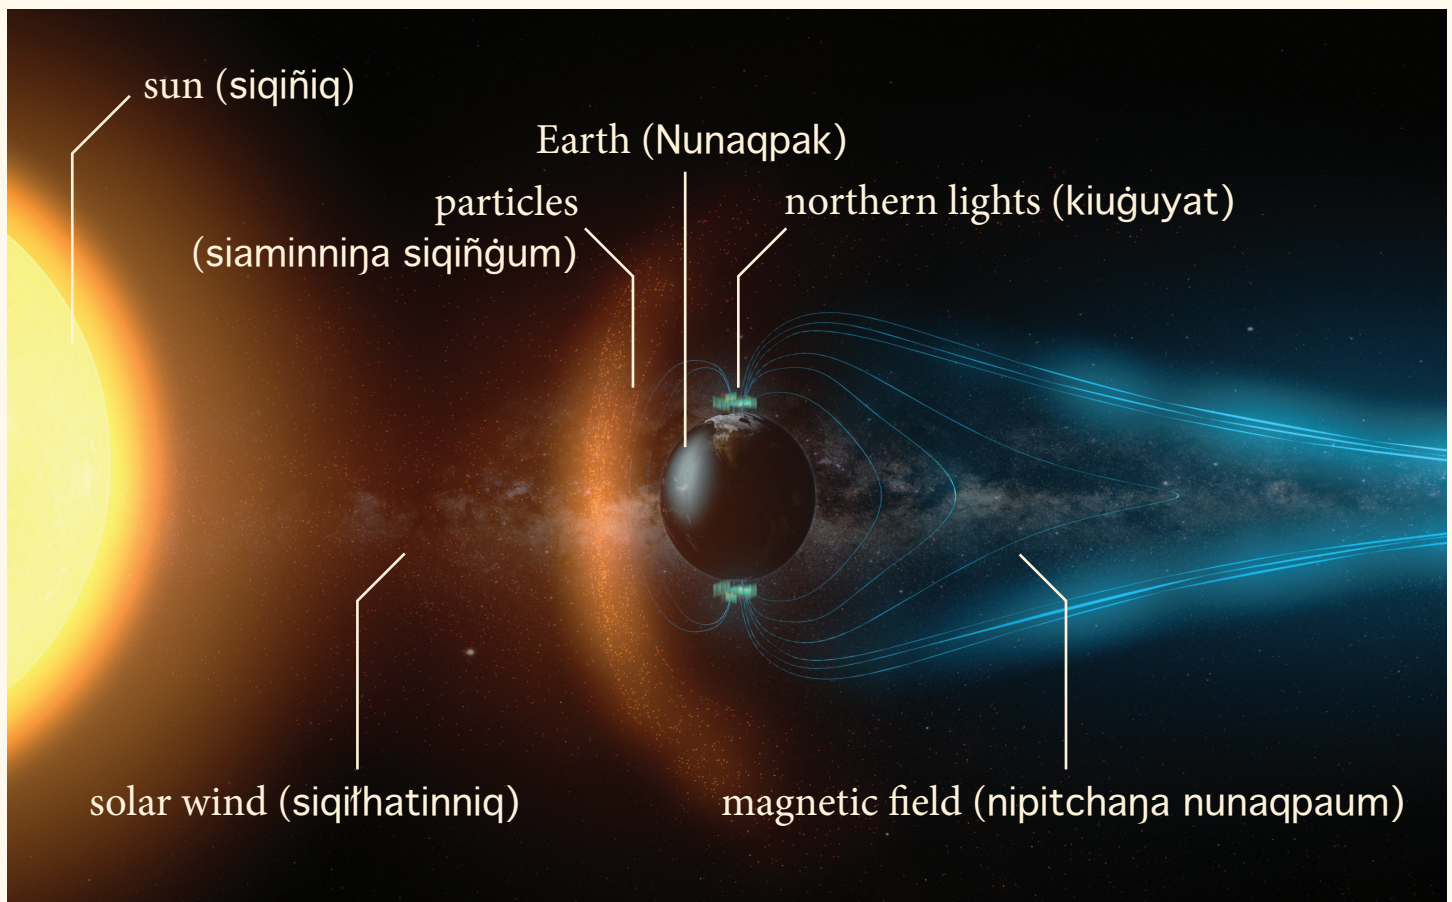 sun (siqiñiq)
Earth (Nunaqpak)
particles
(siaminniŋa siqiñġum)
northern lights (kiuġuyat)
solar wind (siqiłhatinniq)
magnetic field (nipitchaŋa nunaqpaum)